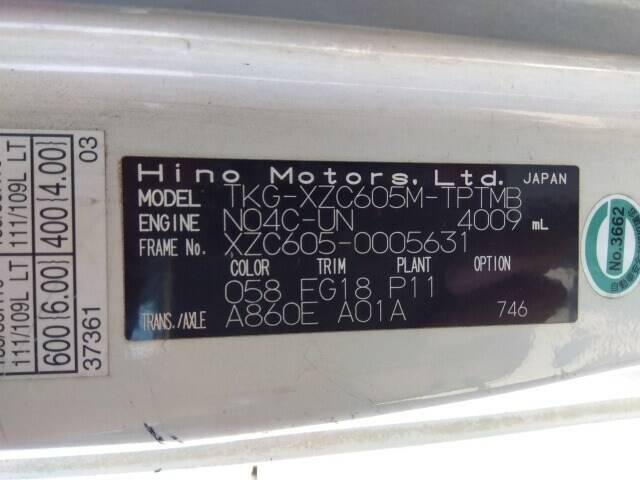 Hino Motors, Ltd. JAPAN
MODEL TKG-XZC605M-TPTMB
ENGINE N04C-UN 4009 mL
FRAME No. XZC605-0005631
COLOR TRIM PLANT OPTION
058 FG18 P11
TRANS./AXLE A860E A01A 746
111/109L LT 111/109L LT
600(6.00) 400(4.00)
37361 03
No.3662